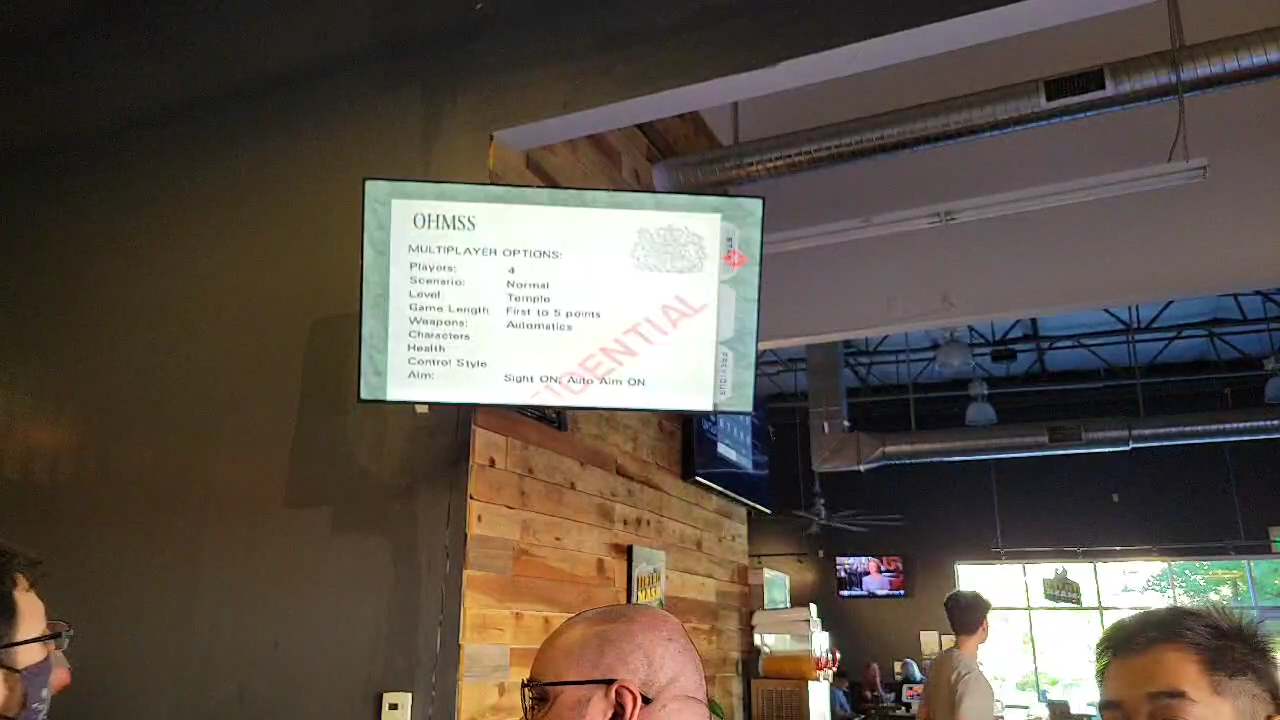 OHMSS
MULTIPLAYER OPTIONS:
Players: 4
Scenario: Normal
Level: Temple
Game Length First to 5 points
Weapons: Automatics
Characters
Health
Control Style
Aim: Sight ON, Auto Aim ON
PREVIOUS